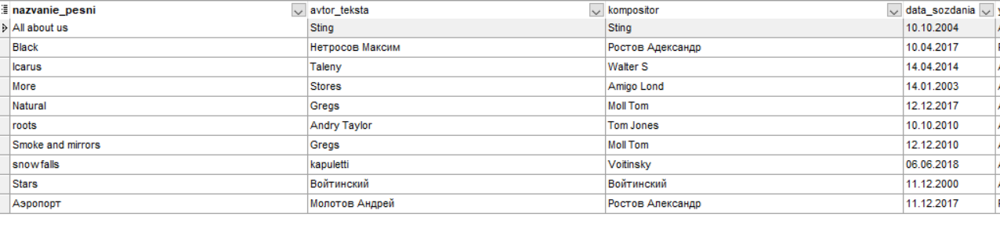 nazvanie_pesni avtor_teksta kompositor data_sozdania
All about us Sting Sting 10.10.2004
Black Нетросов Максим Ростов Адександр 10.04.2017
Icarus Taleny Walter S 14.04.2014
More Stores Amigo Lond 14.01.2003
Natural Gregs Moll Tom 12.12.2017
roots Andry Taylor Tom Jones 10.10.2010
Smoke and mirrors Gregs Moll Tom 12.12.2010
snowfalls kapuletti Voitinsky 06.06.2018
Stars Войтинский Войтинский 11.12.2000
Аэропорт Молотов Андрей Ростов Александр 11.12.2017